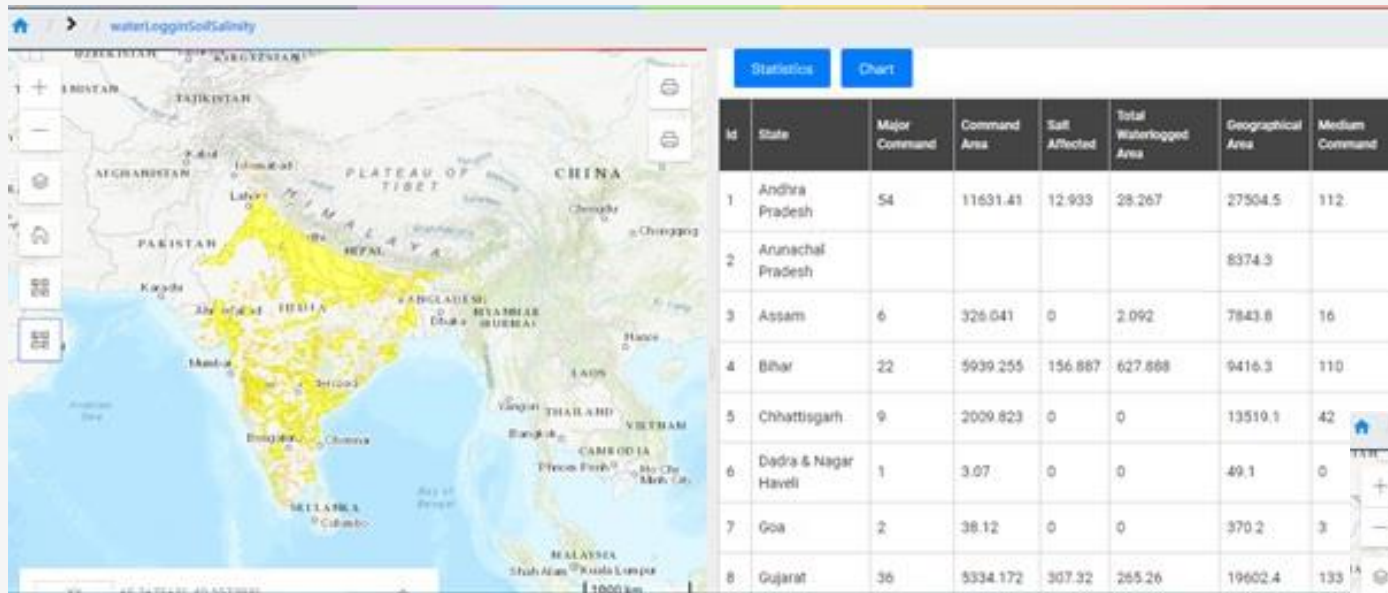 waterLogginSoilSalinity
Statistics
Chart
TAJIKISTAN
AFGHANISTAN
PLATEAU OF
TIBET
CHINA
Lahore
PAKISTAN
NEPAL
Chongqing
Karachi
INDIA
Dhaka
Mumbai
LAOS
THAILAND
VIETNAM
Bangkok
CAMBODIA
Chennai
SRI LANKA
Colombo
MALAYSIA
Kuala Lumpur
1000 km
Id State Major Command Command Area Salt Affected Total Waterlogged Area Geographical Area Medium Command
1 Andhra Pradesh 54 11631.41 12.933 28.267 27504.5 112
2 Arunachal Pradesh 8374.3
3 Assam 6 326.041 0 2.092 7843.8 16
4 Bihar 22 5939.255 156.887 627.888 9416.3 110
5 Chhattisgarh 9 2009.823 0 0 13519.1 42
6 Dadra & Nagar Haveli 1 3.07 0 0 49.1 0
7 Goa 2 38.12 0 0 370.2 3
8 Gujarat 36 5334.172 307.32 265.26 19602.4 133